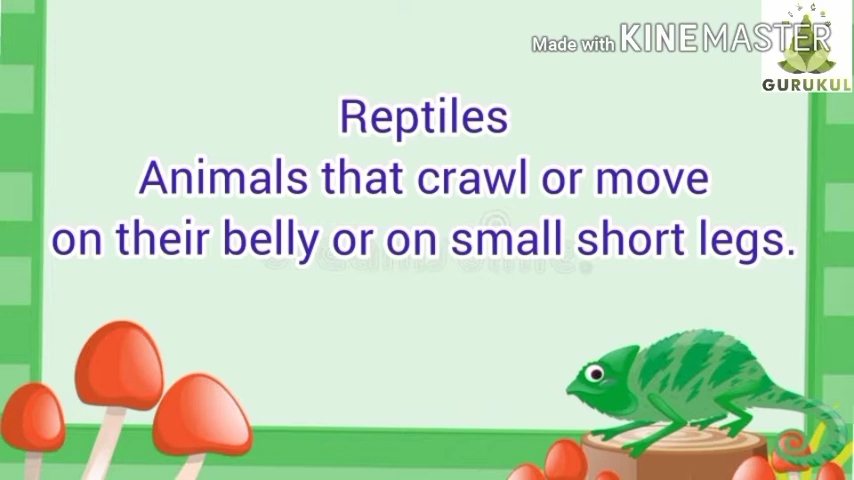 Made with KINEMASTER
GURUKUL
Reptiles
Animals that crawl or move
on their belly or on small short legs.